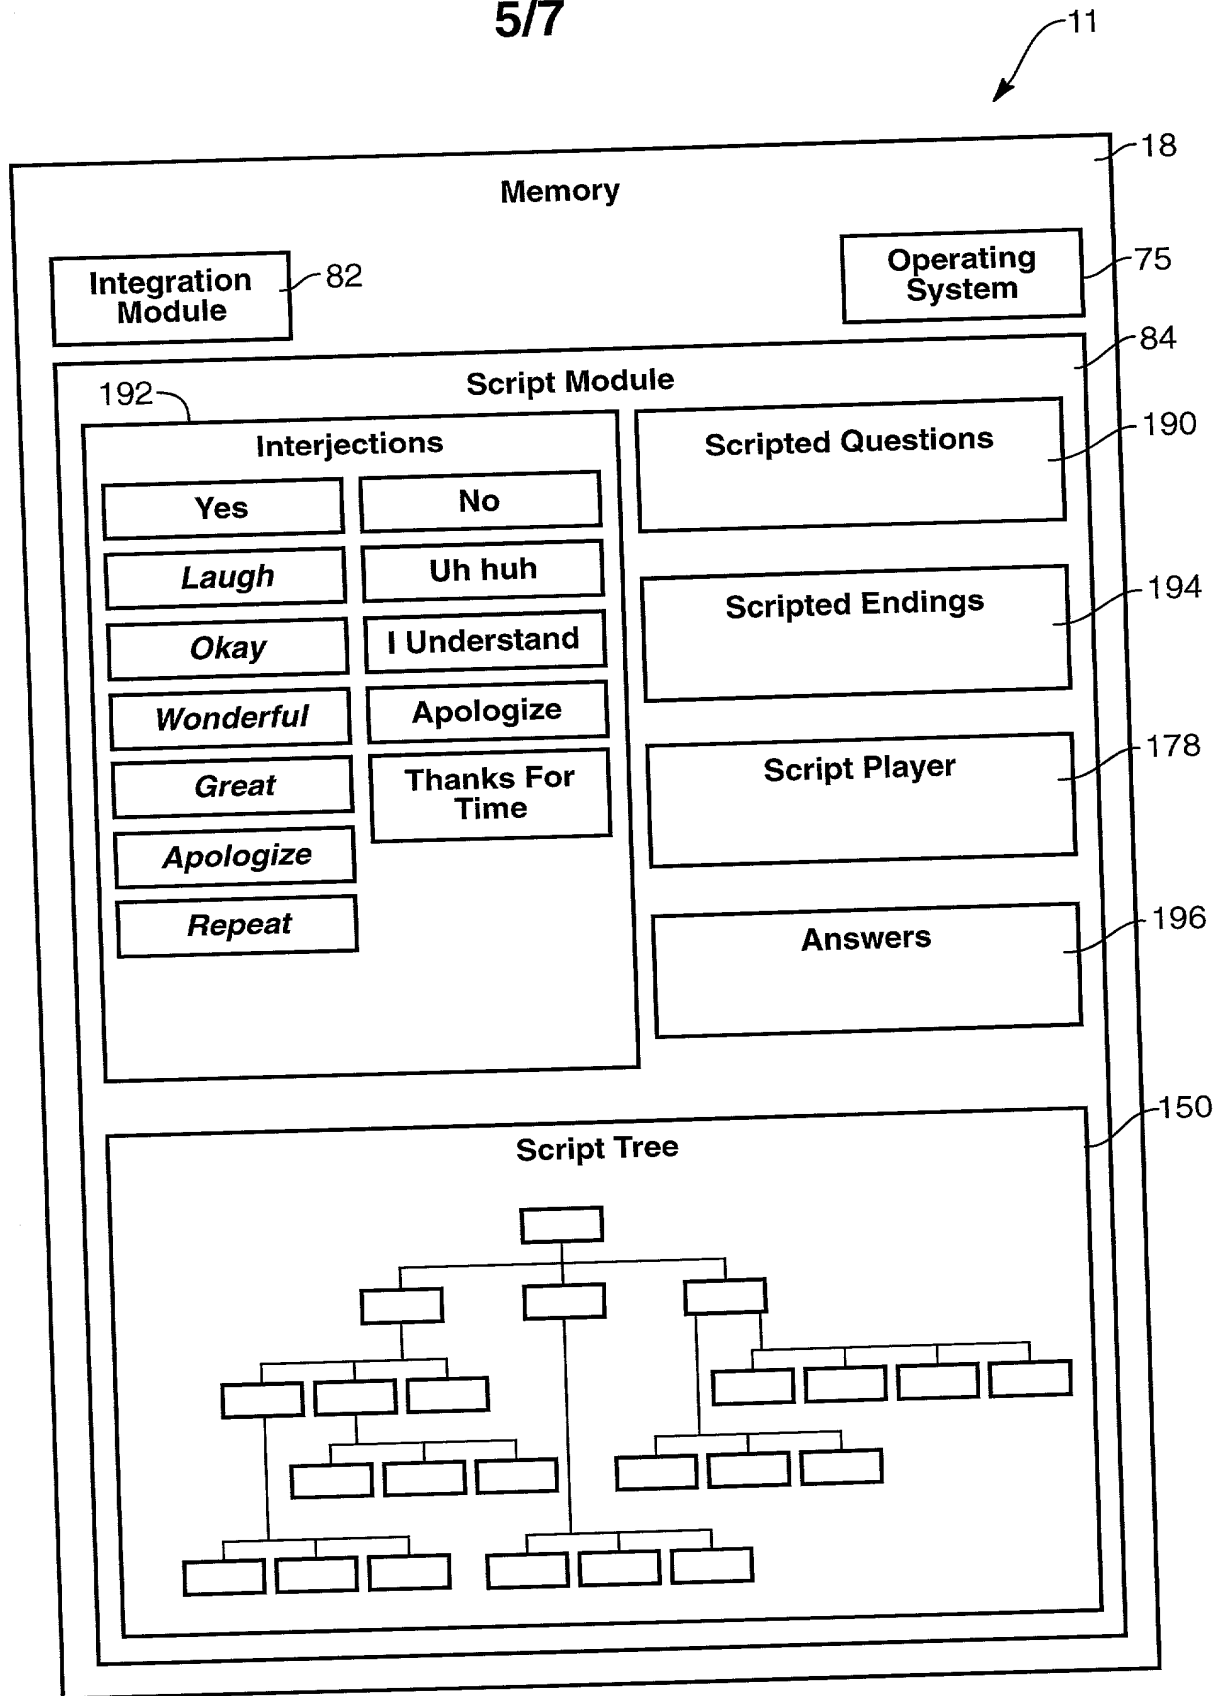 5/7
11
18
Memory
Integration
Module
82
Operating
System
75
84
Script Module
192
Interjections
Yes
No
Laugh
Uh huh
Okay
I Understand
Wonderful
Apologize
Great
Thanks For
Time
Apologize
Repeat
Scripted Questions
190
Scripted Endings
194
Script Player
178
Answers
196
Script Tree
150